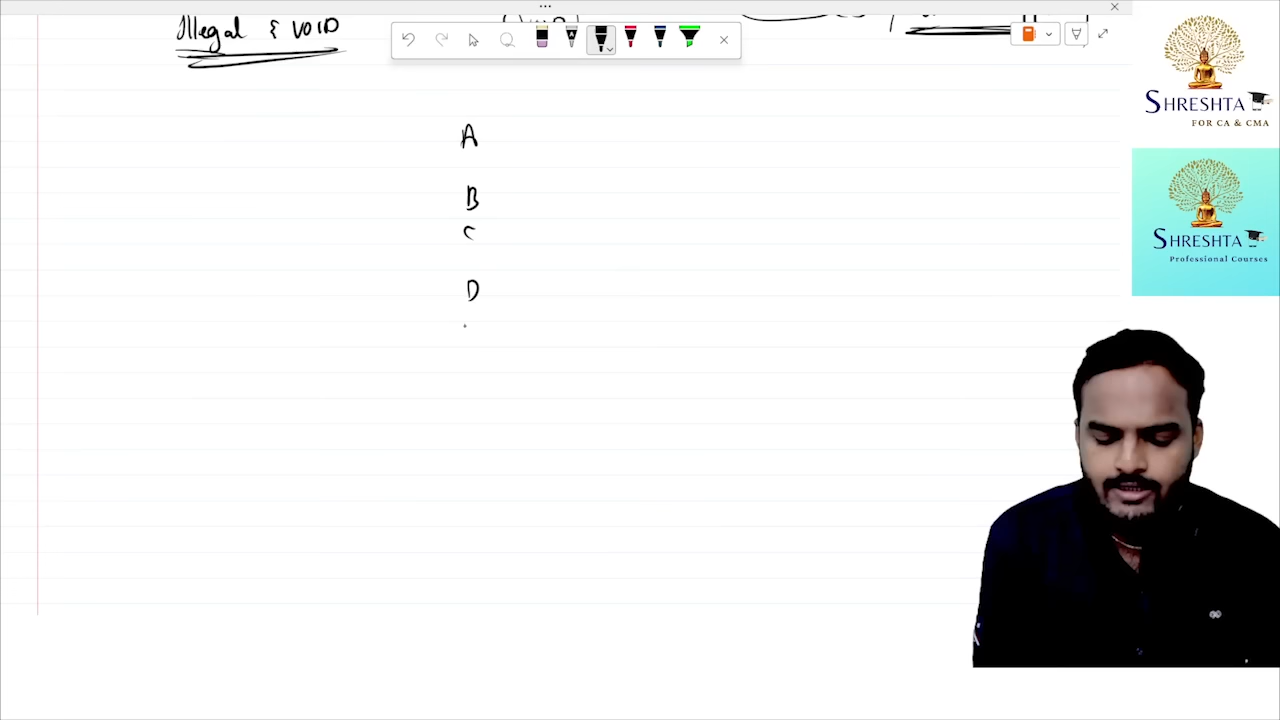 Illegal & VOID
A
B
C
D
SHRESHTA
FOR CA & CMA
SHRESHTA
Professional Courses